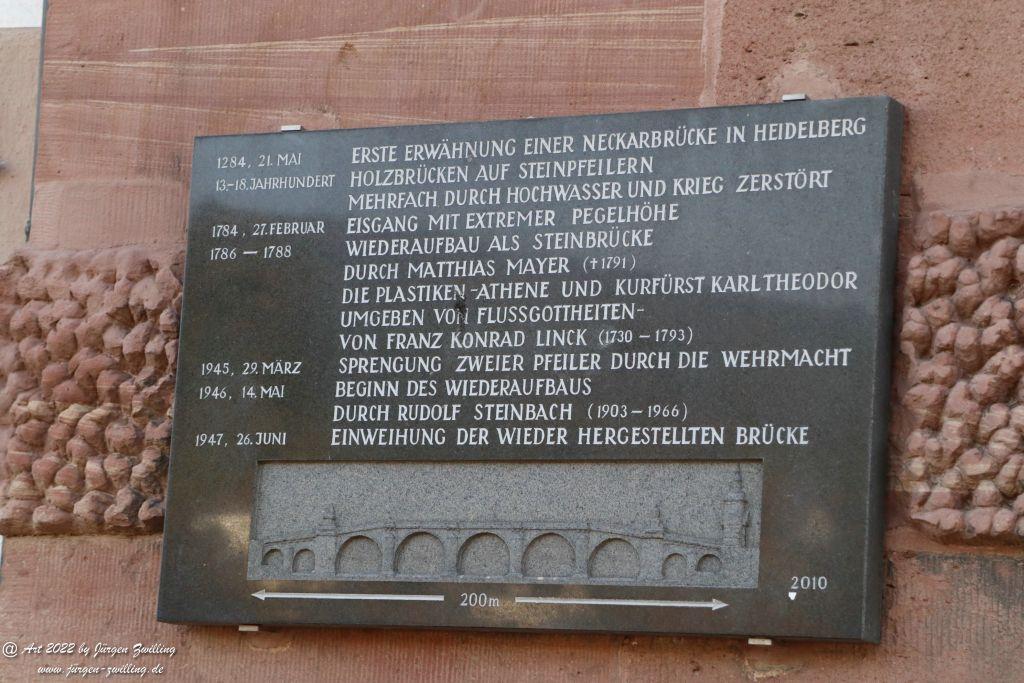 1284, 21. MAI ERSTE ERWÄHNUNG EINER NECKARBRÜCKE IN HEIDELBERG
13.–18. JAHRHUNDERT HOLZBRÜCKEN AUF STEINPFEILERN
MEHRFACH DURCH HOCHWASSER UND KRIEG ZERSTÖRT
1784, 27. FEBRUAR EISGANG MIT EXTREMER PEGELHÖHE
1786 – 1788 WIEDERAUFBAU ALS STEINBRÜCKE
DURCH MATTHIAS MAYER (†1791)
DIE PLASTIKEN-ATHENE UND KURFÜRST KARL THEODOR
UMGEBEN VON FLUSSGOTTHEITEN-
VON FRANZ KONRAD LINCK (1730 – 1793)
1945, 29. MÄRZ SPRENGUNG ZWEIER PFEILER DURCH DIE WEHRMACHT
1946, 14. MAI BEGINN DES WIEDERAUFBAUS
DURCH RUDOLF STEINBACH (1903 – 1966)
1947, 26. JUNI EINWEIHUNG DER WIEDER HERGESTELLTEN BRÜCKE
200m
2010
@ Art 2022 by Jürgen Zwilling
www.jürgen-zwilling.de